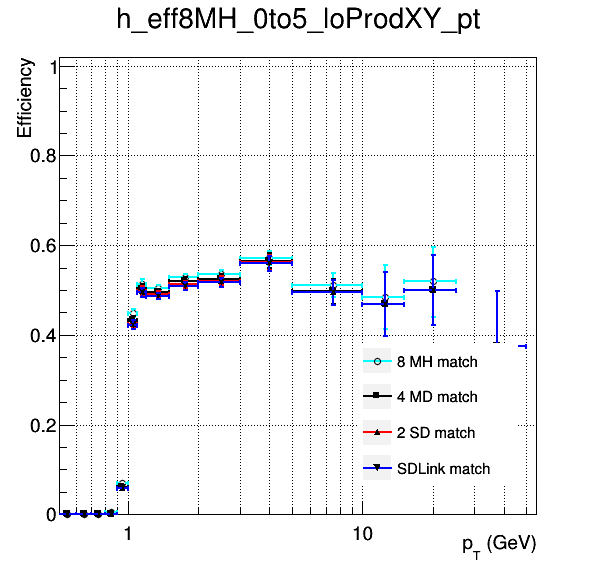 h_eff8MH_0to5_loProdXY_pt
Efficiency
1
0.8
0.6
0.4
0.2
0
8 MH match
4 MD match
2 SD match
SDLink match
1
10
pT (GeV)